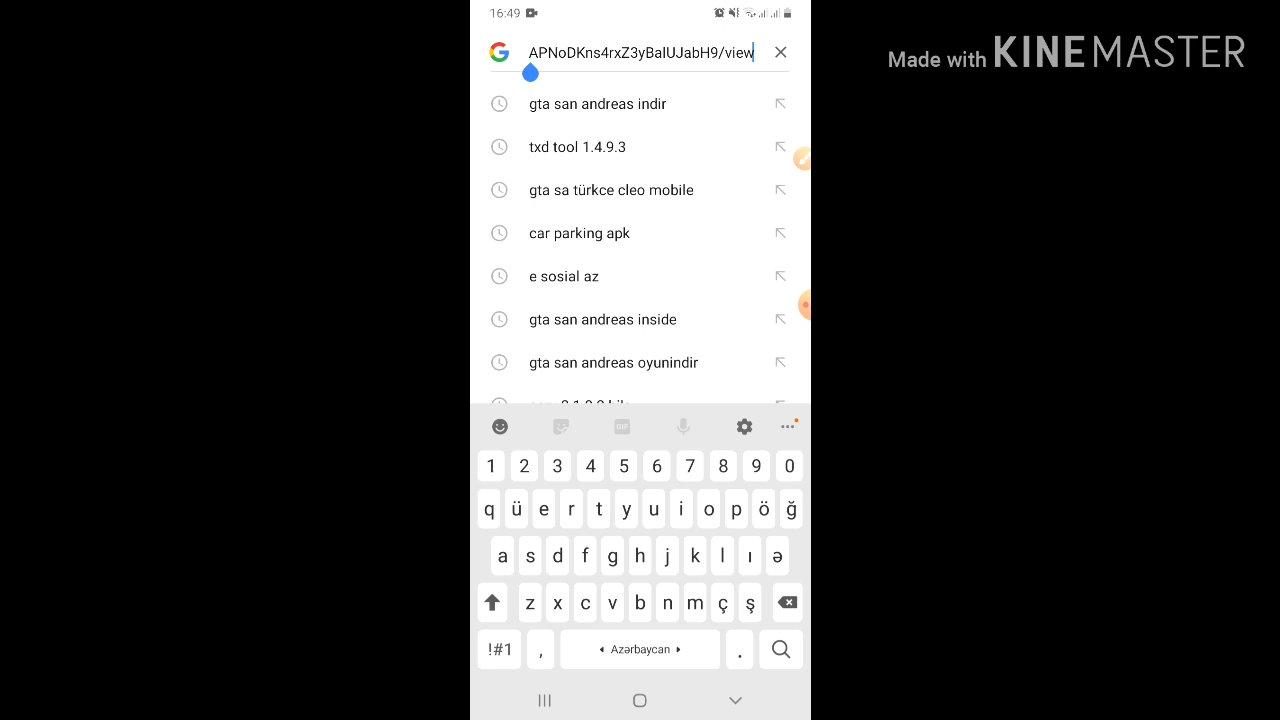 16:49
Made with KINEMASTER
APNoDKns4rxZ3yBaIUJabH9/view
gta san andreas indir
txd tool 1.4.9.3
gta sa türkce cleo mobile
car parking apk
e sosial az
gta san andreas inside
gta san andreas oyunindir
GIF
1 2 3 4 5 6 7 8 9 0
q ü e r t y u i o p ö ğ
a s d f g h j k l ı ə
z x c v b n m ç ş
!#1 , Azərbaycan .